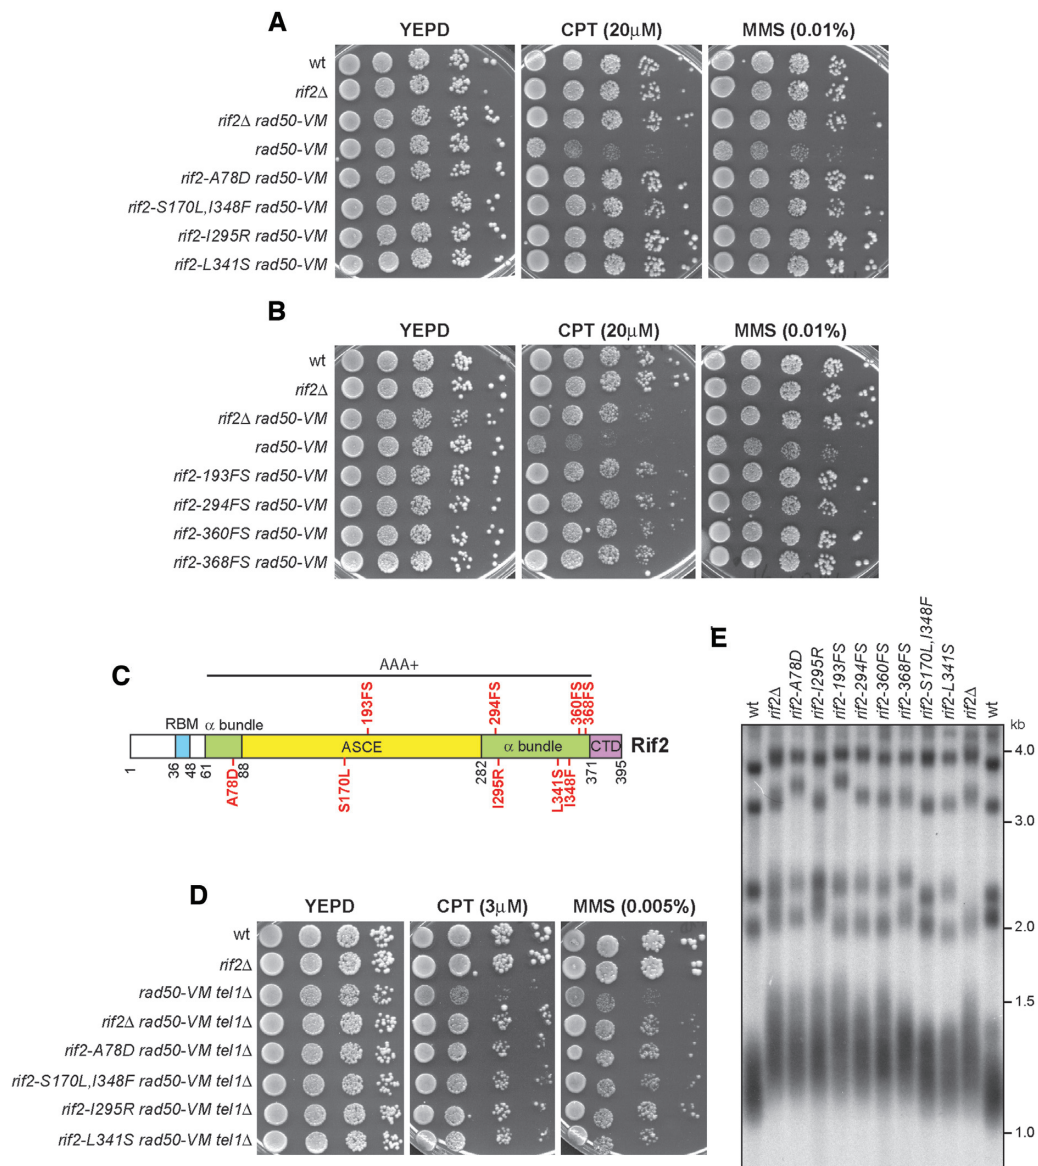 A
YEPD
CPT (20µM)
MMS (0.01%)
wt
rif2Δ
rif2Δ rad50-VM
rad50-VM
rif2-A78D rad50-VM
rif2-S170L,I348F rad50-VM
rif2-I295R rad50-VM
rif2-L341S rad50-VM
B
YEPD
CPT (20µM)
MMS (0.01%)
wt
rif2Δ
rif2Δ rad50-VM
rad50-VM
rif2-193FS rad50-VM
rif2-294FS rad50-VM
rif2-360FS rad50-VM
rif2-368FS rad50-VM
C
AAA+
193FS
294FS
360FS
368FS
RBM
α bundle
ASCE
α bundle
CTD
Rif2
1
36
48
61
A78D
88
S170L
282
I295R
L341S
I348F
371
395
D
YEPD
CPT (3µM)
MMS (0.005%)
wt
rif2Δ
rad50-VM tel1Δ
rif2Δ rad50-VM tel1Δ
rif2-A78D rad50-VM tel1Δ
rif2-S170L,I348F rad50-VM tel1Δ
rif2-I295R rad50-VM tel1Δ
rif2-L341S rad50-VM tel1Δ
E
wt
rif2Δ
rif2-A78D
rif2-I295R
rif2-193FS
rif2-294FS
rif2-360FS
rif2-368FS
rif2-S170L,I348F
rif2-L341S
rif2Δ
wt
kb
4.0
3.0
2.0
1.5
1.0